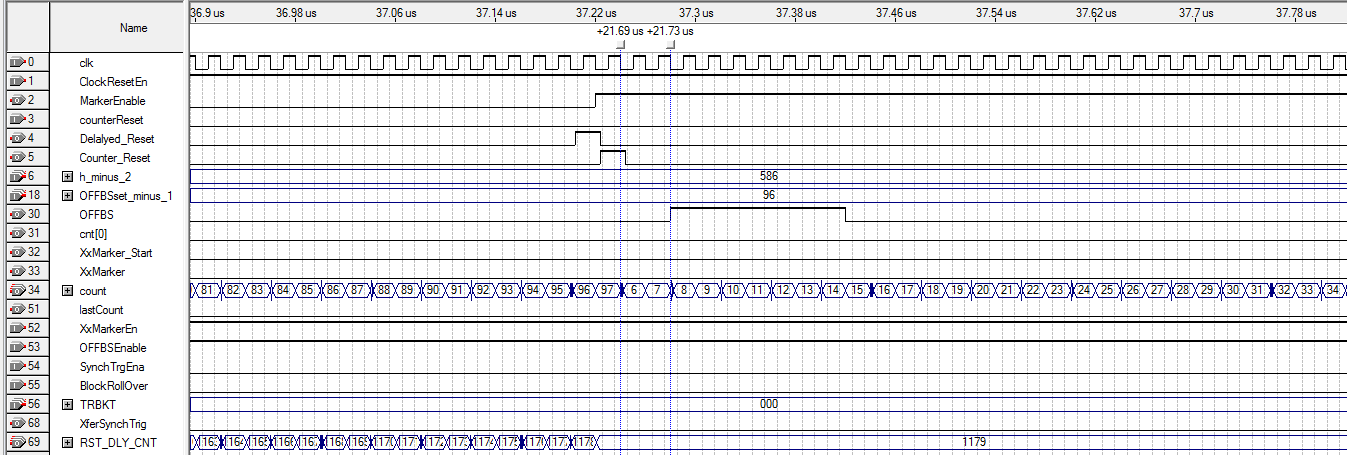 36.9 us 36.98 us 37.06 us 37.14 us 37.22 us 37.3 us 37.38 us 37.46 us 37.54 us 37.62 us 37.7 us 37.78 us
Name
+21.69 us +21.73 us
0 clk
1 ClockResetEn
2 MarkerEnable
3 counterReset
4 Delalyed_Reset
5 Counter_Reset
6 h_minus_2 586
18 OFFBSset_minus_1 96
30 OFFBS
31 cnt[0]
32 XxMarker_Start
33 XxMarker
34 count 81 82 83 84 85 86 87 88 89 90 91 92 93 94 95 96 97 6 7 8 9 10 11 12 13 14 15 16 17 18 19 20 21 22 23 24 25 26 27 28 29 30 31 32 33 34
51 lastCount
52 XxMarkerEn
53 OFFBSEnable
54 SynchTrgEna
55 BlockRollOver
56 TRBKT 000
68 XferSynchTrig
69 RST_DLY_CNT 1179